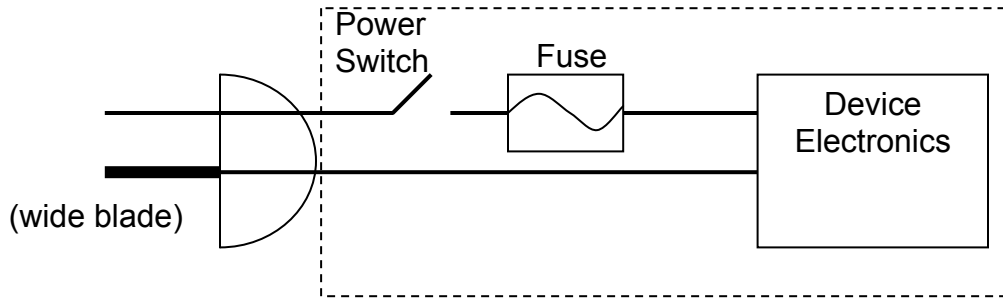 Power
Switch
Fuse
Device
Electronics
(wide blade)